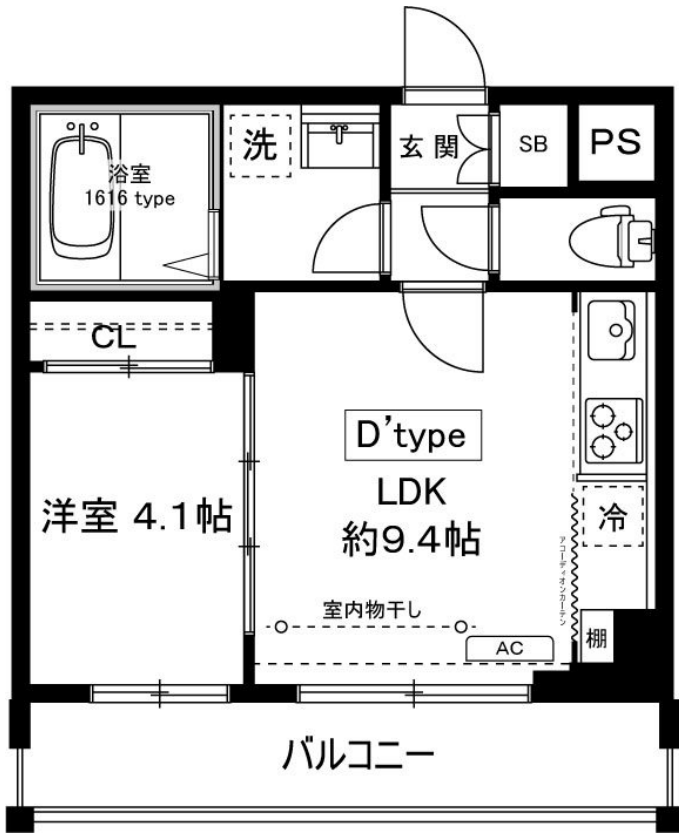 浴室
1616 type
洗
玄関
SB
PS
CL
D'type
LDK
約9.4帖
洋室 4.1帖
冷
アコーディオンカーテン
室内物干し
AC
棚
バルコニー